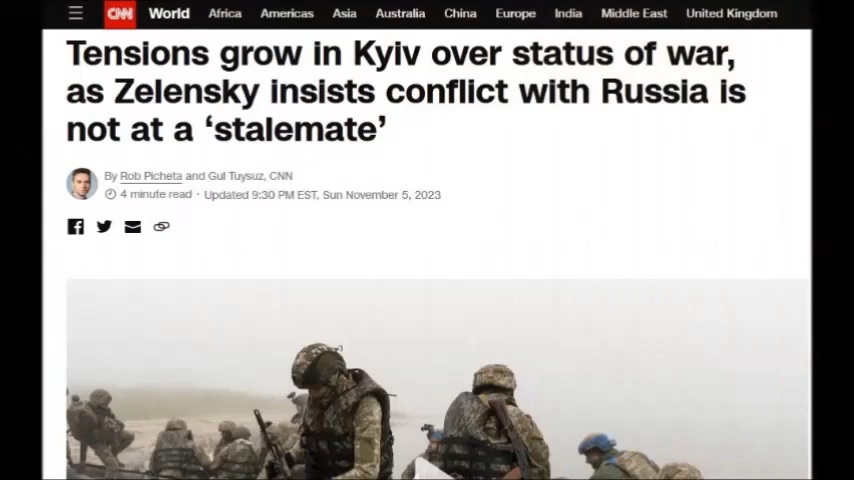 CNN World Africa Americas Asia Australia China Europe India Middle East United Kingdom
Tensions grow in Kyiv over status of war,
as Zelensky insists conflict with Russia is
not at a ‘stalemate’
By Rob Picheta and Gul Tuysuz, CNN
4 minute read · Updated 9:30 PM EST, Sun November 5, 2023